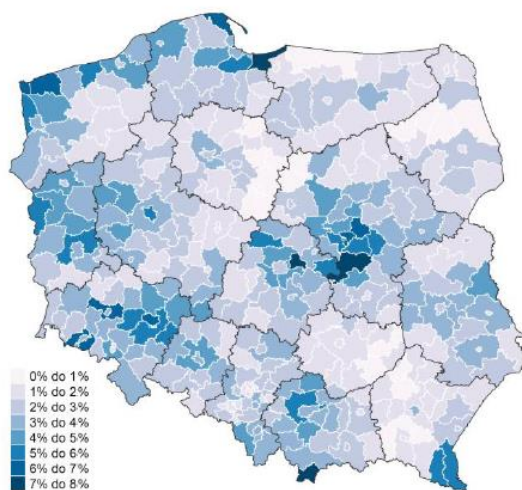 0% do 1%
1% do 2%
2% do 3%
3% do 4%
4% do 5%
5% do 6%
6% do 7%
7% do 8%